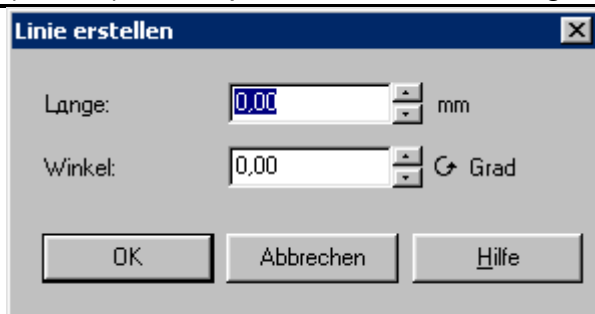 Linie erstellen
Länge: 0,00 mm
Winkel: 0,00 Grad
OK Abbrechen Hilfe